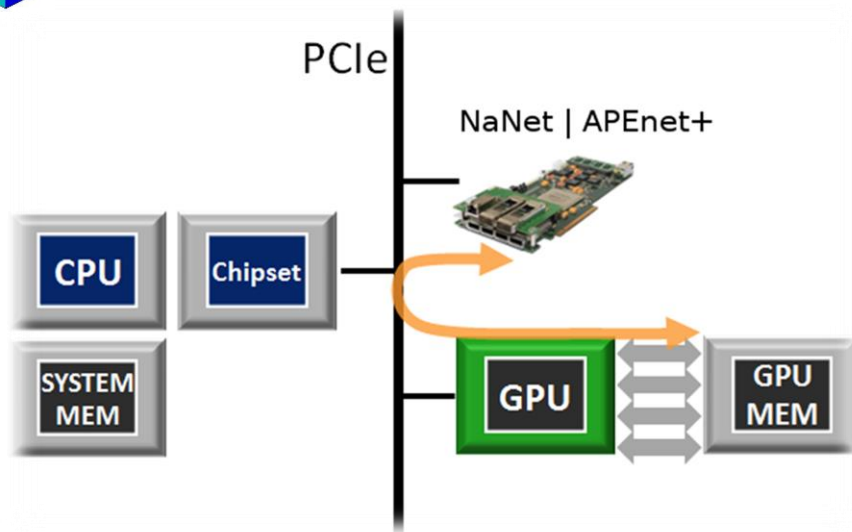 PCIe
NaNet | APEnet+
CPU
Chipset
SYSTEM
MEM
GPU
GPU
MEM